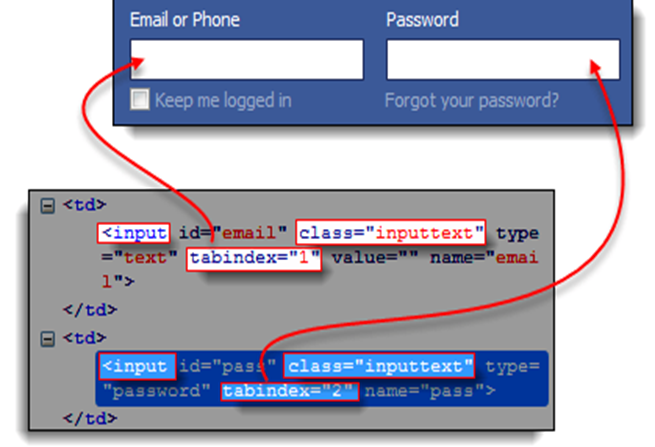 Email or Phone Password
Keep me logged in Forgot your password?
<td>
<input id="email" class="inputtext" type
="text" tabindex="1" value="" name="emai
l">
</td>
<td>
<input id="pass" class="inputtext" type=
"password" tabindex="2" name="pass">
</td>